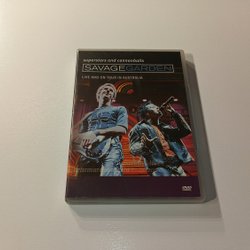 superstars and cannonballs
SAVAGE GARDEN
LIVE AND ON TOUR IN AUSTRALIA
DVD